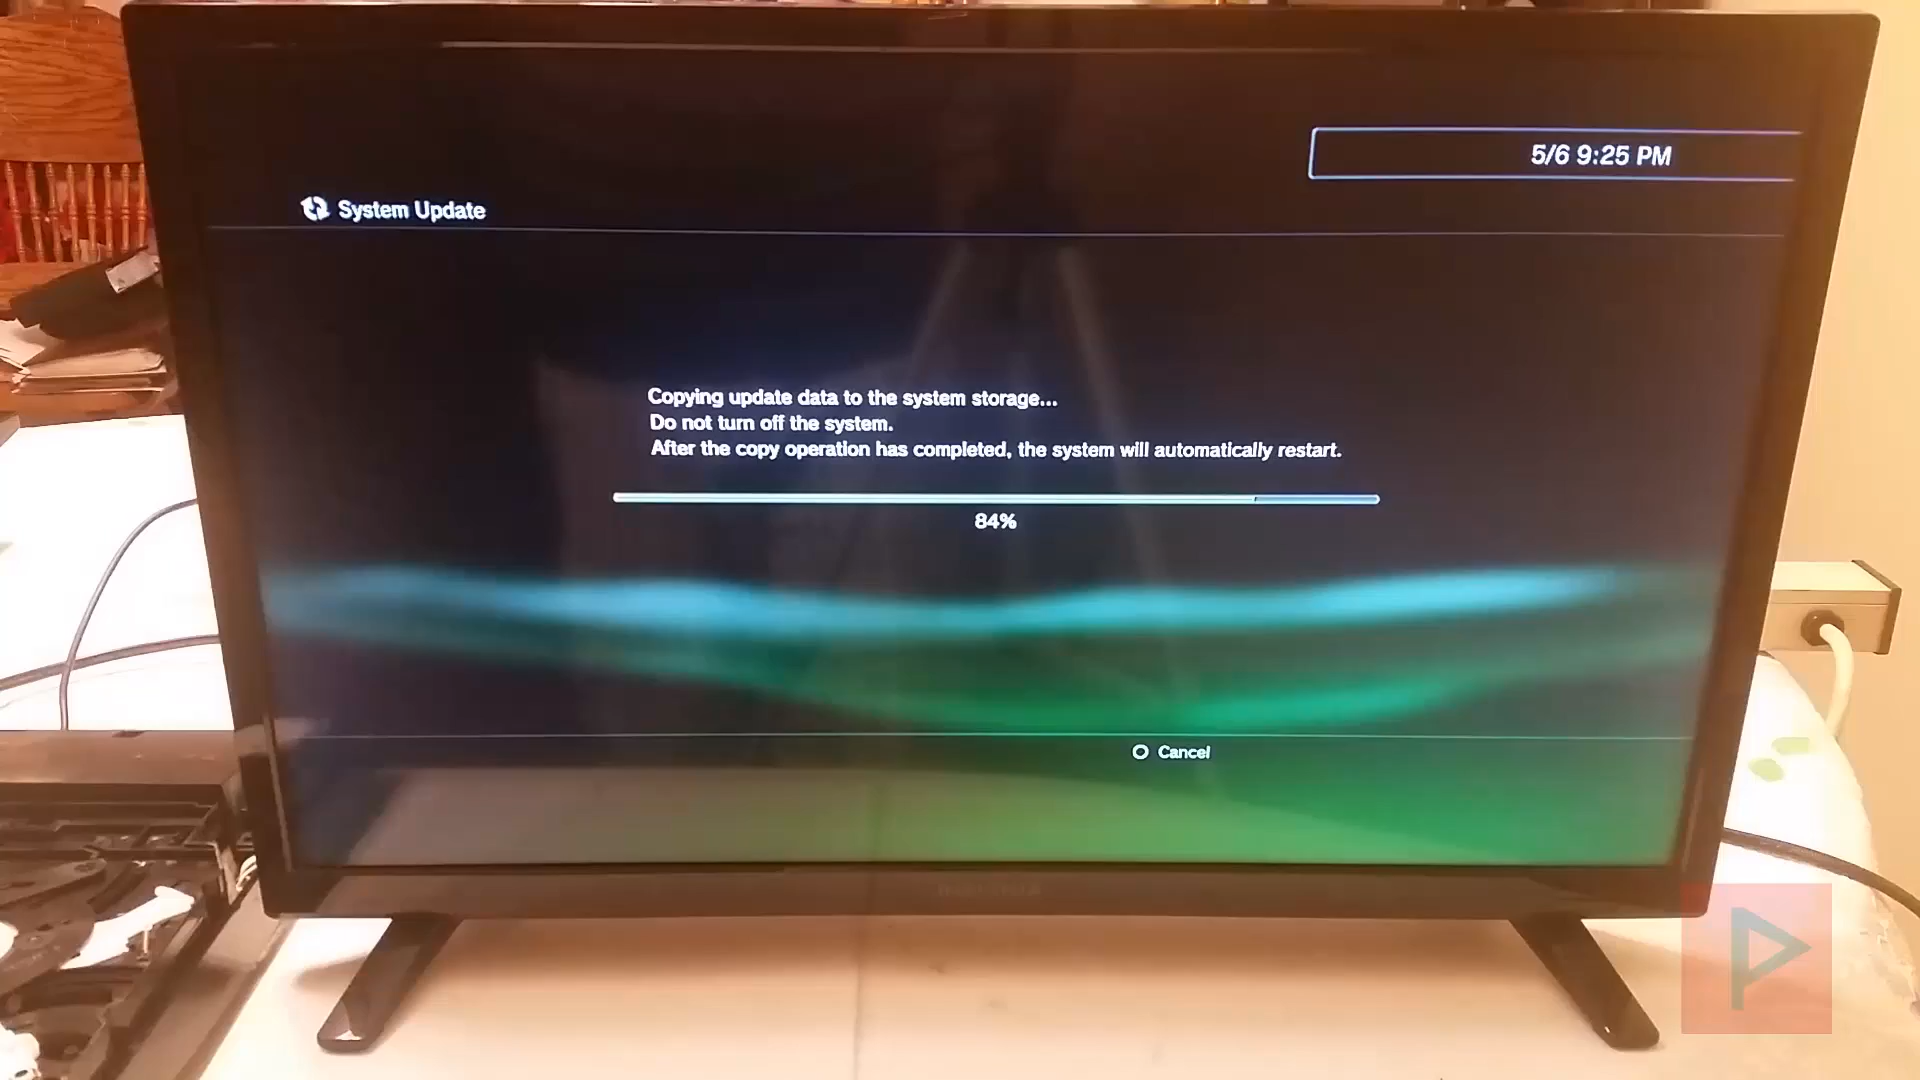 5/6 9:25 PM
System Update
Copying update data to the system storage...
Do not turn off the system.
After the copy operation has completed, the system will automatically restart.
84%
Cancel